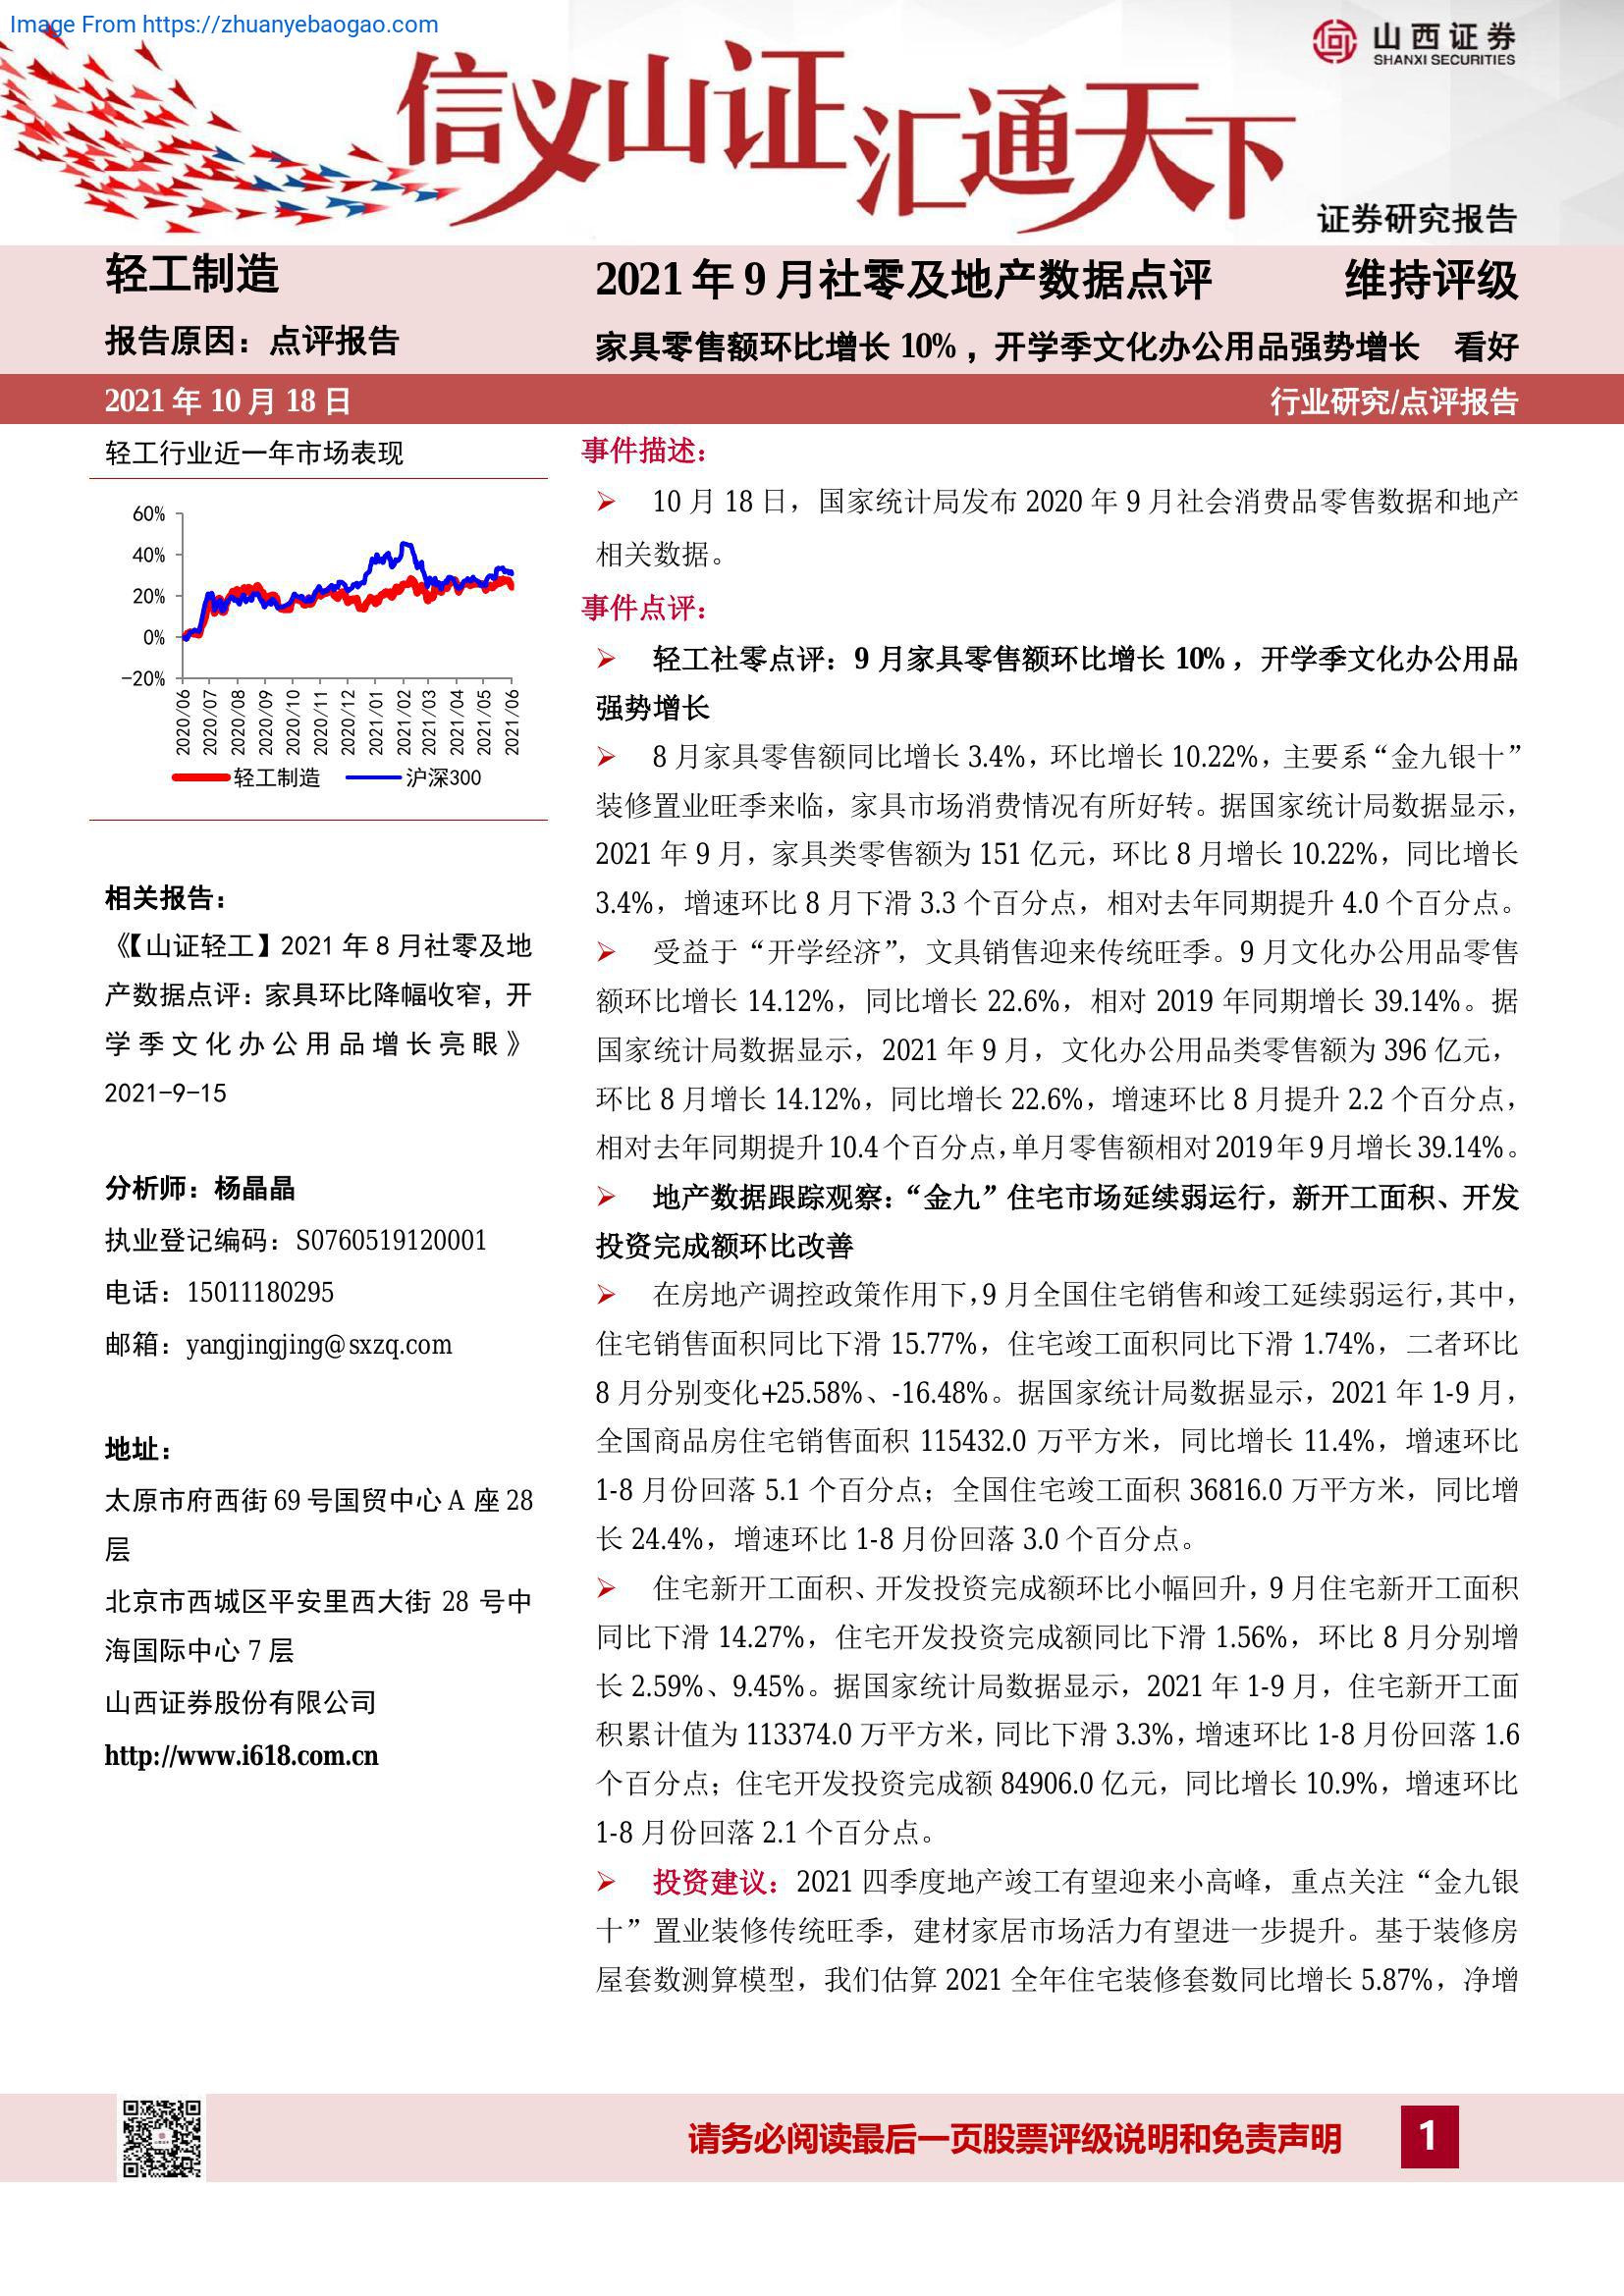 Image From https://zhuanyebaogao.com
山西证券
SHANXI SECURITIES
信义山证汇通天下
证券研究报告
轻工制造
报告原因：点评报告
2021 年 9 月社零及地产数据点评 维持评级
家具零售额环比增长 10%，开学季文化办公用品强势增长 看好
2021 年 10 月 18 日
行业研究/点评报告
轻工行业近一年市场表现
60%
40%
20%
0%
-20%
2020/06
2020/07
2020/08
2020/09
2020/10
2020/11
2020/12
2021/01
2021/02
2021/03
2021/04
2021/05
2021/06
轻工制造 沪深300
相关报告：
《【山证轻工】2021 年 8 月社零及地
产数据点评：家具环比降幅收窄，开
学季文化办公用品增长亮眼》
2021-9-15
分析师：杨晶晶
执业登记编码：S0760519120001
电话：15011180295
邮箱：yangjingjing@sxzq.com
地址：
太原市府西街 69 号国贸中心 A 座 28
层
北京市西城区平安里西大街 28 号中
海国际中心 7 层
山西证券股份有限公司
http://www.i618.com.cn
事件描述：
10 月 18 日，国家统计局发布 2020 年 9 月社会消费品零售数据和地产
相关数据。
事件点评：
轻工社零点评：9 月家具零售额环比增长 10%，开学季文化办公用品
强势增长
8 月家具零售额同比增长 3.4%，环比增长 10.22%，主要系“金九银十”
装修置业旺季来临，家具市场消费情况有所好转。据国家统计局数据显示，
2021 年 9 月，家具类零售额为 151 亿元，环比 8 月增长 10.22%，同比增长
3.4%，增速环比 8 月下滑 3.3 个百分点，相对去年同期提升 4.0 个百分点。
受益于“开学经济”，文具销售迎来传统旺季。9 月文化办公用品零售
额环比增长 14.12%，同比增长 22.6%，相对 2019 年同期增长 39.14%。据
国家统计局数据显示，2021 年 9 月，文化办公用品类零售额为 396 亿元，
环比 8 月增长 14.12%，同比增长 22.6%，增速环比 8 月提升 2.2 个百分点，
相对去年同期提升 10.4 个百分点，单月零售额相对 2019 年 9 月增长 39.14%。
地产数据跟踪观察：“金九”住宅市场延续弱运行，新开工面积、开发
投资完成额环比改善
在房地产调控政策作用下，9 月全国住宅销售和竣工延续弱运行，其中，
住宅销售面积同比下滑 15.77%，住宅竣工面积同比下滑 1.74%，二者环比
8 月分别变化+25.58%、-16.48%。据国家统计局数据显示，2021 年 1-9 月，
全国商品房住宅销售面积 115432.0 万平方米，同比增长 11.4%，增速环比
1-8 月份回落 5.1 个百分点；全国住宅竣工面积 36816.0 万平方米，同比增
长 24.4%，增速环比 1-8 月份回落 3.0 个百分点。
住宅新开工面积、开发投资完成额环比小幅回升，9 月住宅新开工面积
同比下滑 14.27%，住宅开发投资完成额同比下滑 1.56%，环比 8 月分别增
长 2.59%、9.45%。据国家统计局数据显示，2021 年 1-9 月，住宅新开工面
积累计值为 113374.0 万平方米，同比下滑 3.3%，增速环比 1-8 月份回落 1.6
个百分点；住宅开发投资完成额 84906.0 亿元，同比增长 10.9%，增速环比
1-8 月份回落 2.1 个百分点。
投资建议：2021 四季度地产竣工有望迎来小高峰，重点关注“金九银
十”置业装修传统旺季，建材家居市场活力有望进一步提升。基于装修房
屋套数测算模型，我们估算 2021 全年住宅装修套数同比增长 5.87%，净增
请务必阅读最后一页股票评级说明和免责声明
1